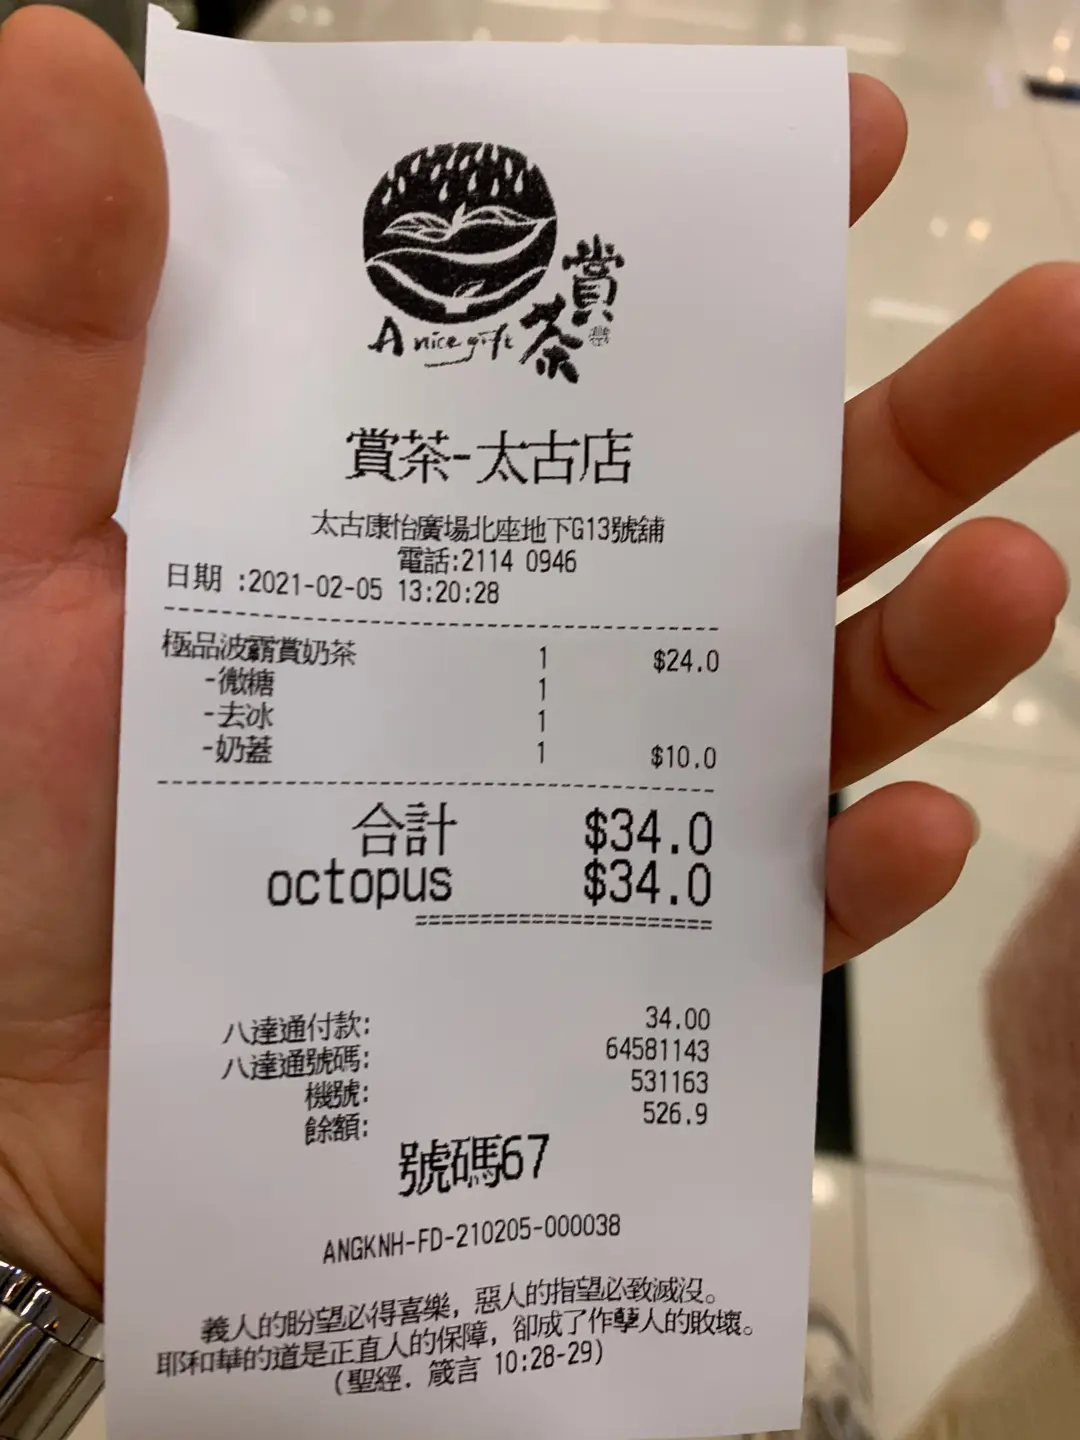 賞茶
A nice gift
賞茶-太古店
太古康怡廣場北座地下G13號舖
電話:2114 0946
日期 :2021-02-05 13:20:28
極品波霸賞奶茶 1 $24.0
-微糖 1
-去冰 1
-奶蓋 1 $10.0
合計 $34.0
octopus $34.0
八達通付款: 34.00
八達通號碼: 64581143
機號: 531163
餘額: 526.9
號碼67
ANGKNH-FD-210205-000038
義人的盼望必得喜樂, 惡人的指望必致滅沒。
耶和華的道是正直人的保障, 卻成了作孽人的敗壞。
(聖經. 箴言 10:28-29)